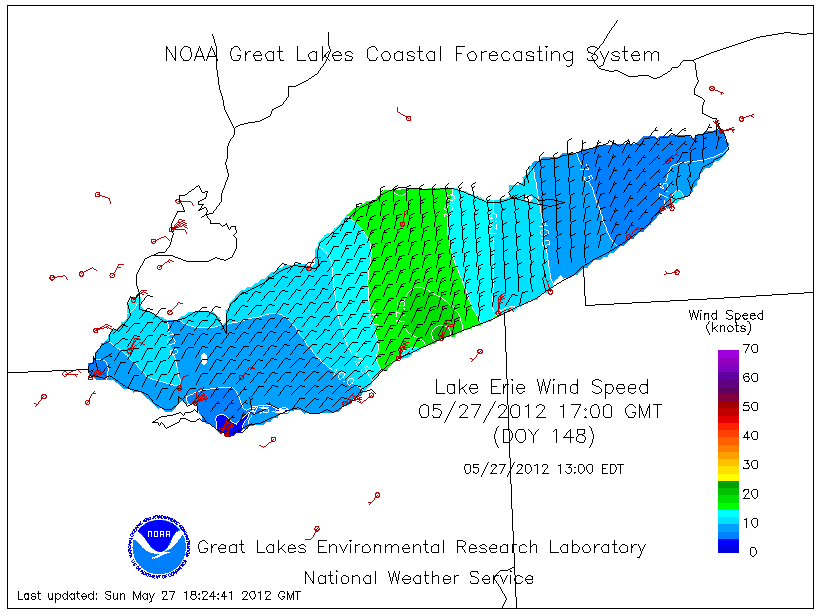 NOAA Great Lakes Coastal Forecasting System
Wind Speed
(knots)
70
60
50
40
30
20
10
0
Lake Erie Wind Speed
05/27/2012 17:00 GMT
(DOY 148)
05/27/2012 13:00 EDT
NOAA
Great Lakes Environmental Research Laboratory
National Weather Service
Last updated: Sun May 27 18:24:41 2012 GMT